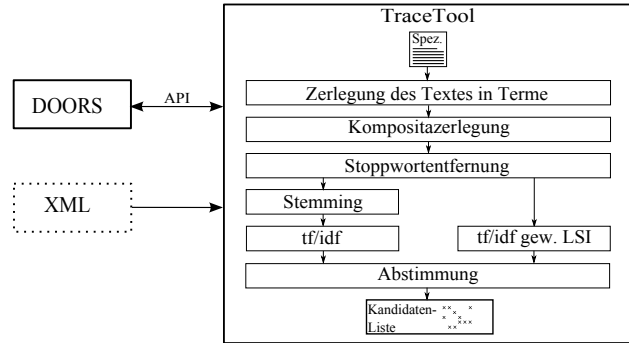 TraceTool
Spez.
Zerlegung des Textes in Terme
DOORS
API
Kompositazerlegung
Stoppwortentfernung
XML
Stemming
tf/idf
tf/idf gew. LSI
Abstimmung
Kandidaten-
Liste